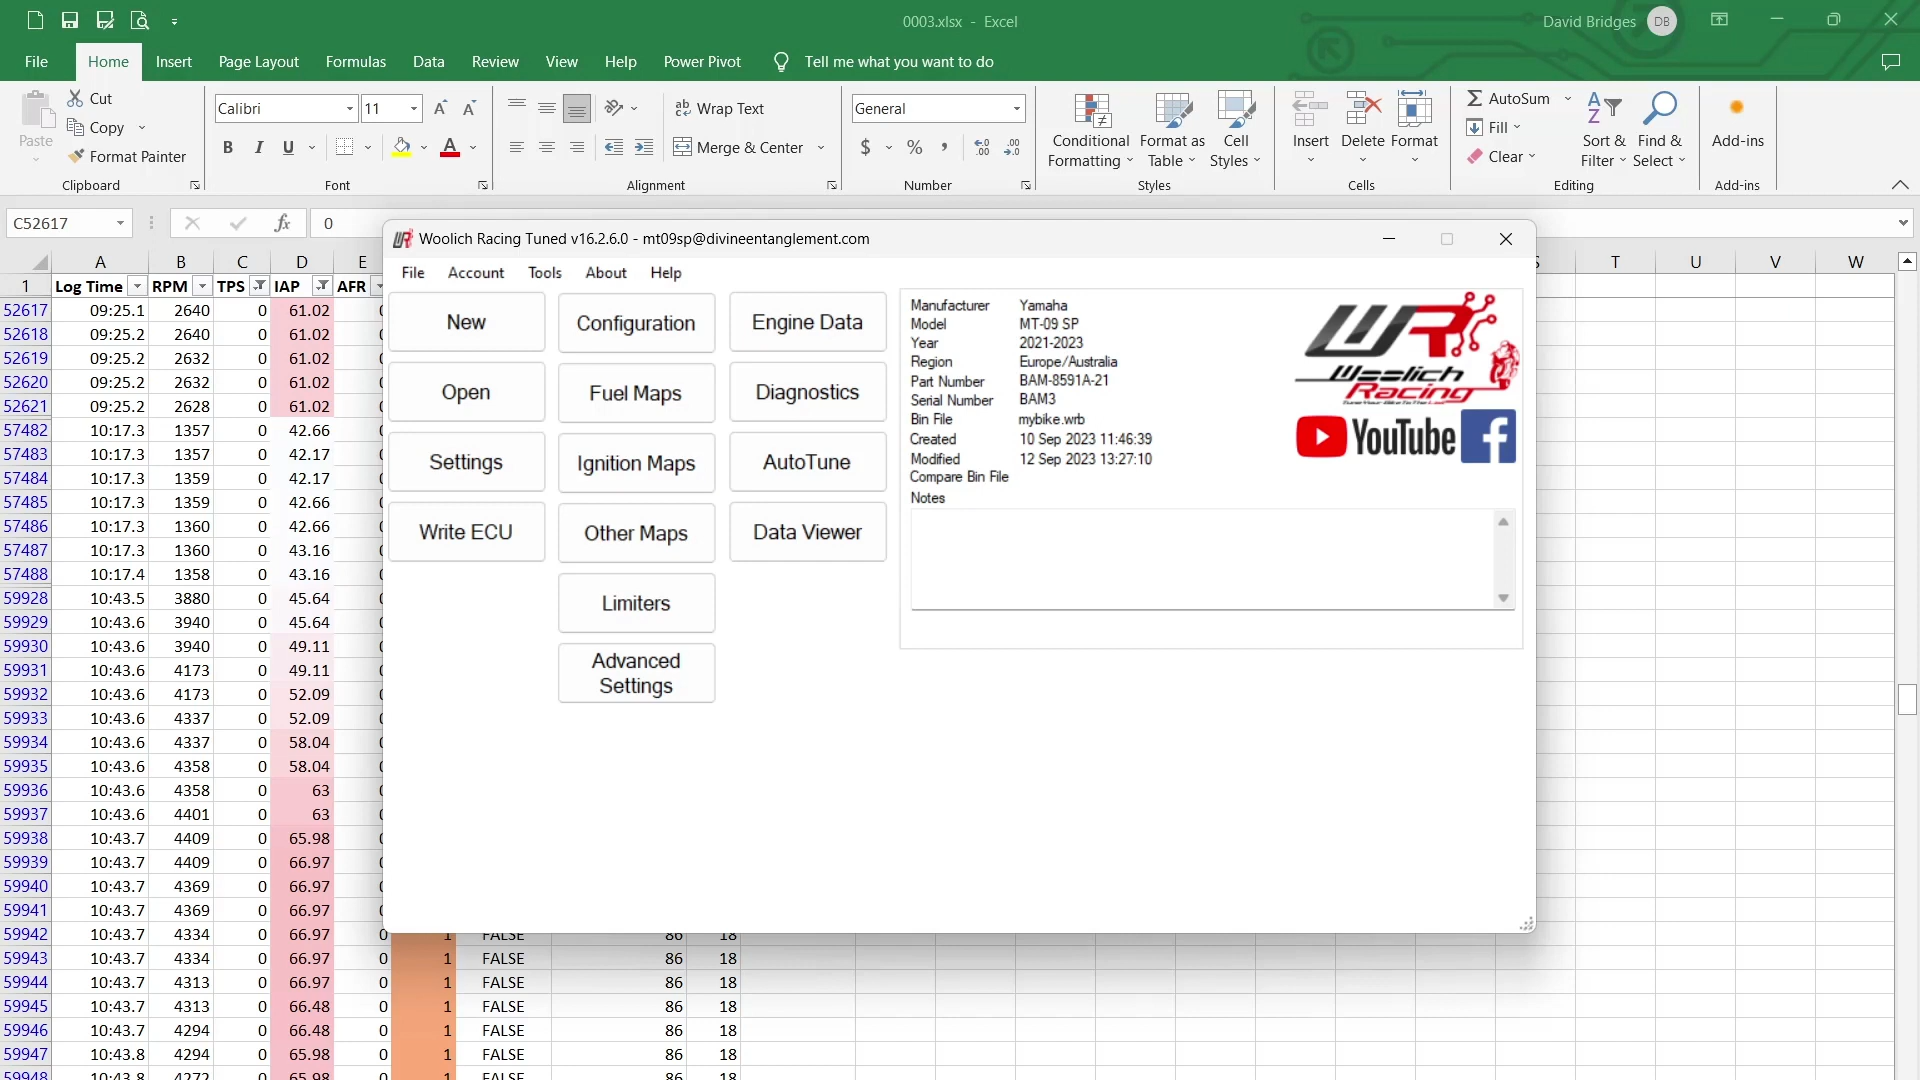 0003.xlsx - Excel
David Bridges DB
File Home Insert Page Layout Formulas Data Review View Help Power Pivot Tell me what you want to do
Paste
Cut
Copy
Format Painter
Clipboard
Calibri 11
B I U A
Font
ab Wrap Text
Merge & Center
Alignment
General
$ % ,
Number
Conditional Formatting
Format as Table
Cell Styles
Styles
Insert Delete Format
Cells
AutoSum
Fill
Clear
Sort & Filter
Find & Select
Editing
Add-ins
Add-ins
C52617 fx 0
A B C D E T U V W
1 Log Time RPM TPS IAP AFR
52617 09:25.1 2640 0 61.02
52618 09:25.2 2640 0 61.02
52619 09:25.2 2632 0 61.02
52620 09:25.2 2632 0 61.02
52621 09:25.2 2628 0 61.02
57482 10:17.3 1357 0 42.66
57483 10:17.3 1357 0 42.17
57484 10:17.3 1359 0 42.17
57485 10:17.3 1359 0 42.66
57486 10:17.3 1360 0 42.66
57487 10:17.3 1360 0 43.16
57488 10:17.4 1358 0 43.16
59928 10:43.5 3880 0 45.64
59929 10:43.6 3940 0 45.64
59930 10:43.6 3940 0 49.11
59931 10:43.6 4173 0 49.11
59932 10:43.6 4173 0 52.09
59933 10:43.6 4337 0 52.09
59934 10:43.6 4337 0 58.04
59935 10:43.6 4358 0 58.04
59936 10:43.6 4358 0 63
59937 10:43.6 4401 0 63
59938 10:43.7 4409 0 65.98
59939 10:43.7 4409 0 66.97
59940 10:43.7 4369 0 66.97
59941 10:43.7 4369 0 66.97
59942 10:43.7 4334 0 66.97 0 1 FALSE 86 18
59943 10:43.7 4334 0 66.97 0 1 FALSE 86 18
59944 10:43.7 4313 0 66.97 0 1 FALSE 86 18
59945 10:43.7 4313 0 66.48 0 1 FALSE 86 18
59946 10:43.7 4294 0 66.48 0 1 FALSE 86 18
59947 10:43.8 4294 0 65.98 0 1 FALSE 86 18
59948 10:43.8 4272 0 65.98 0 1 FALSE 86 18
Woolich Racing Tuned v16.2.6.0 - mt09sp@divineentanglement.com
File Account Tools About Help
New Configuration Engine Data
Open Fuel Maps Diagnostics
Settings Ignition Maps AutoTune
Write ECU Other Maps Data Viewer
Limiters
Advanced
Settings
Manufacturer Yamaha
Model MT-09 SP
Year 2021-2023
Region Europe/Australia
Part Number BAM-8591A-21
Serial Number BAM3
Bin File mybike.wrb
Created 10 Sep 2023 11:46:39
Modified 12 Sep 2023 13:27:10
Compare Bin File
Notes
WR
Woolich
Racing
YouTube f